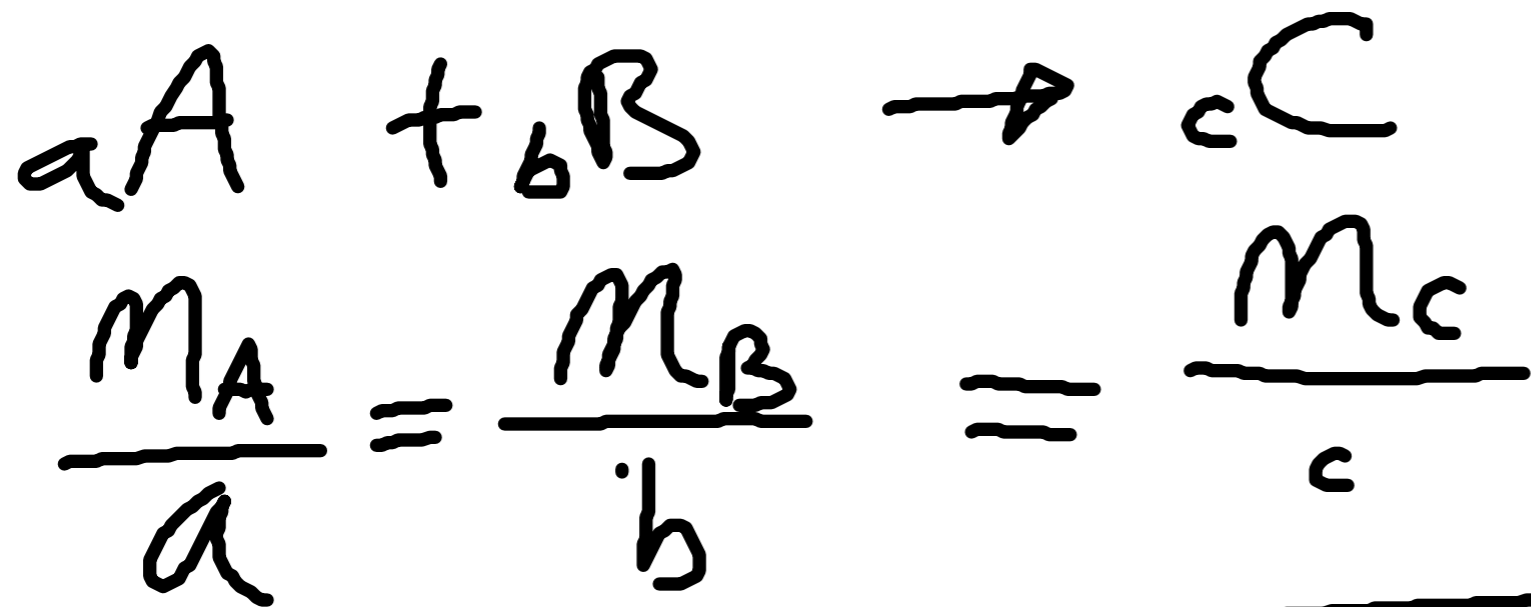 aA + bB → cC
nA/a = nB/b = nC/c